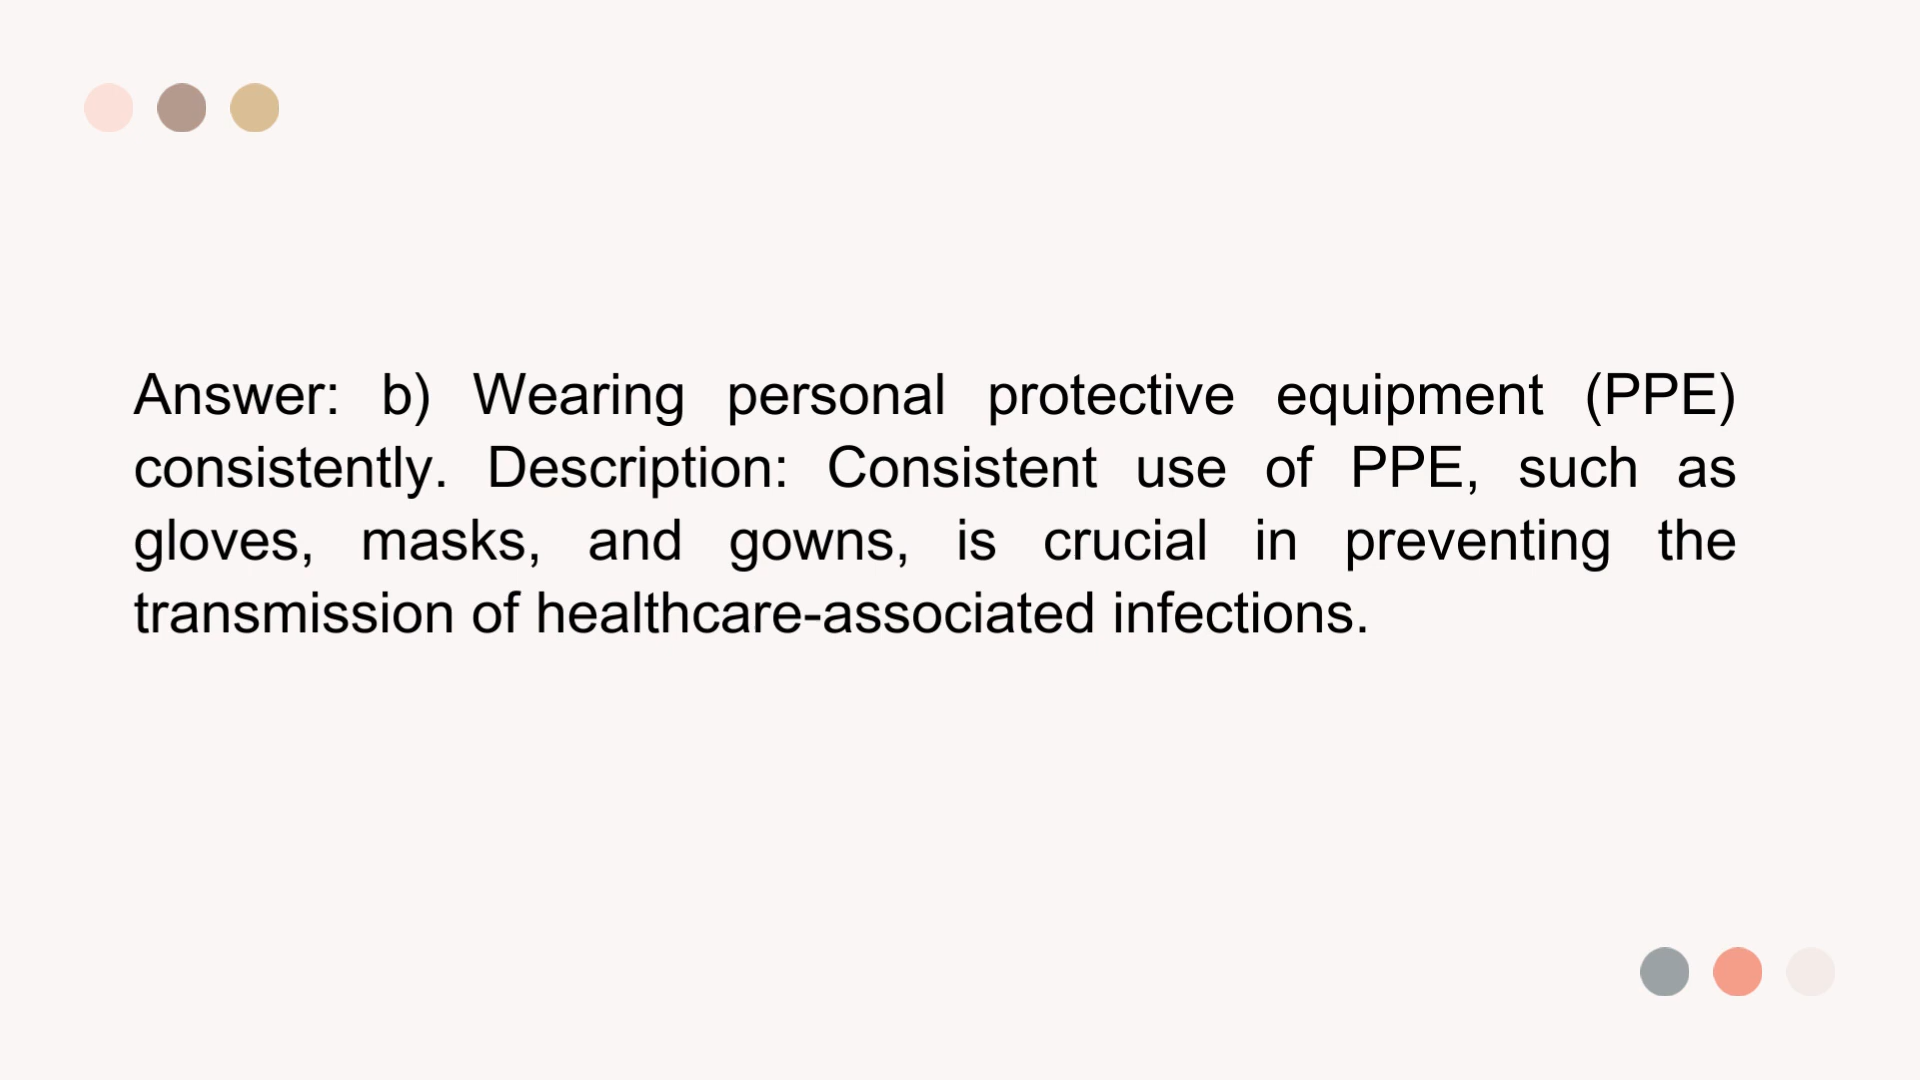 Answer: b) Wearing personal protective equipment (PPE)
consistently. Description: Consistent use of PPE, such as
gloves, masks, and gowns, is crucial in preventing the
transmission of healthcare-associated infections.